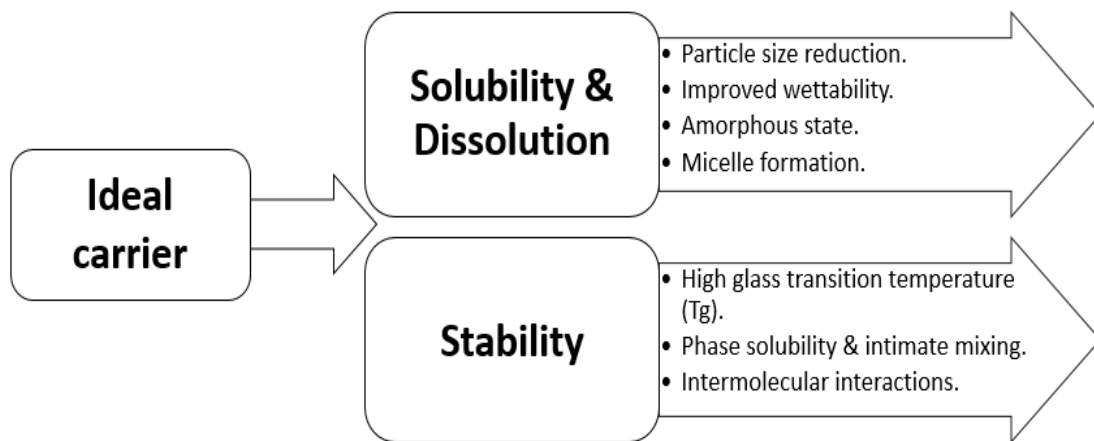 Ideal
carrier
Solubility &
Dissolution
• Particle size reduction.
• Improved wettability.
• Amorphous state.
• Micelle formation.
Stability
• High glass transition temperature
(Tg).
• Phase solubility & intimate mixing.
• Intermolecular interactions.